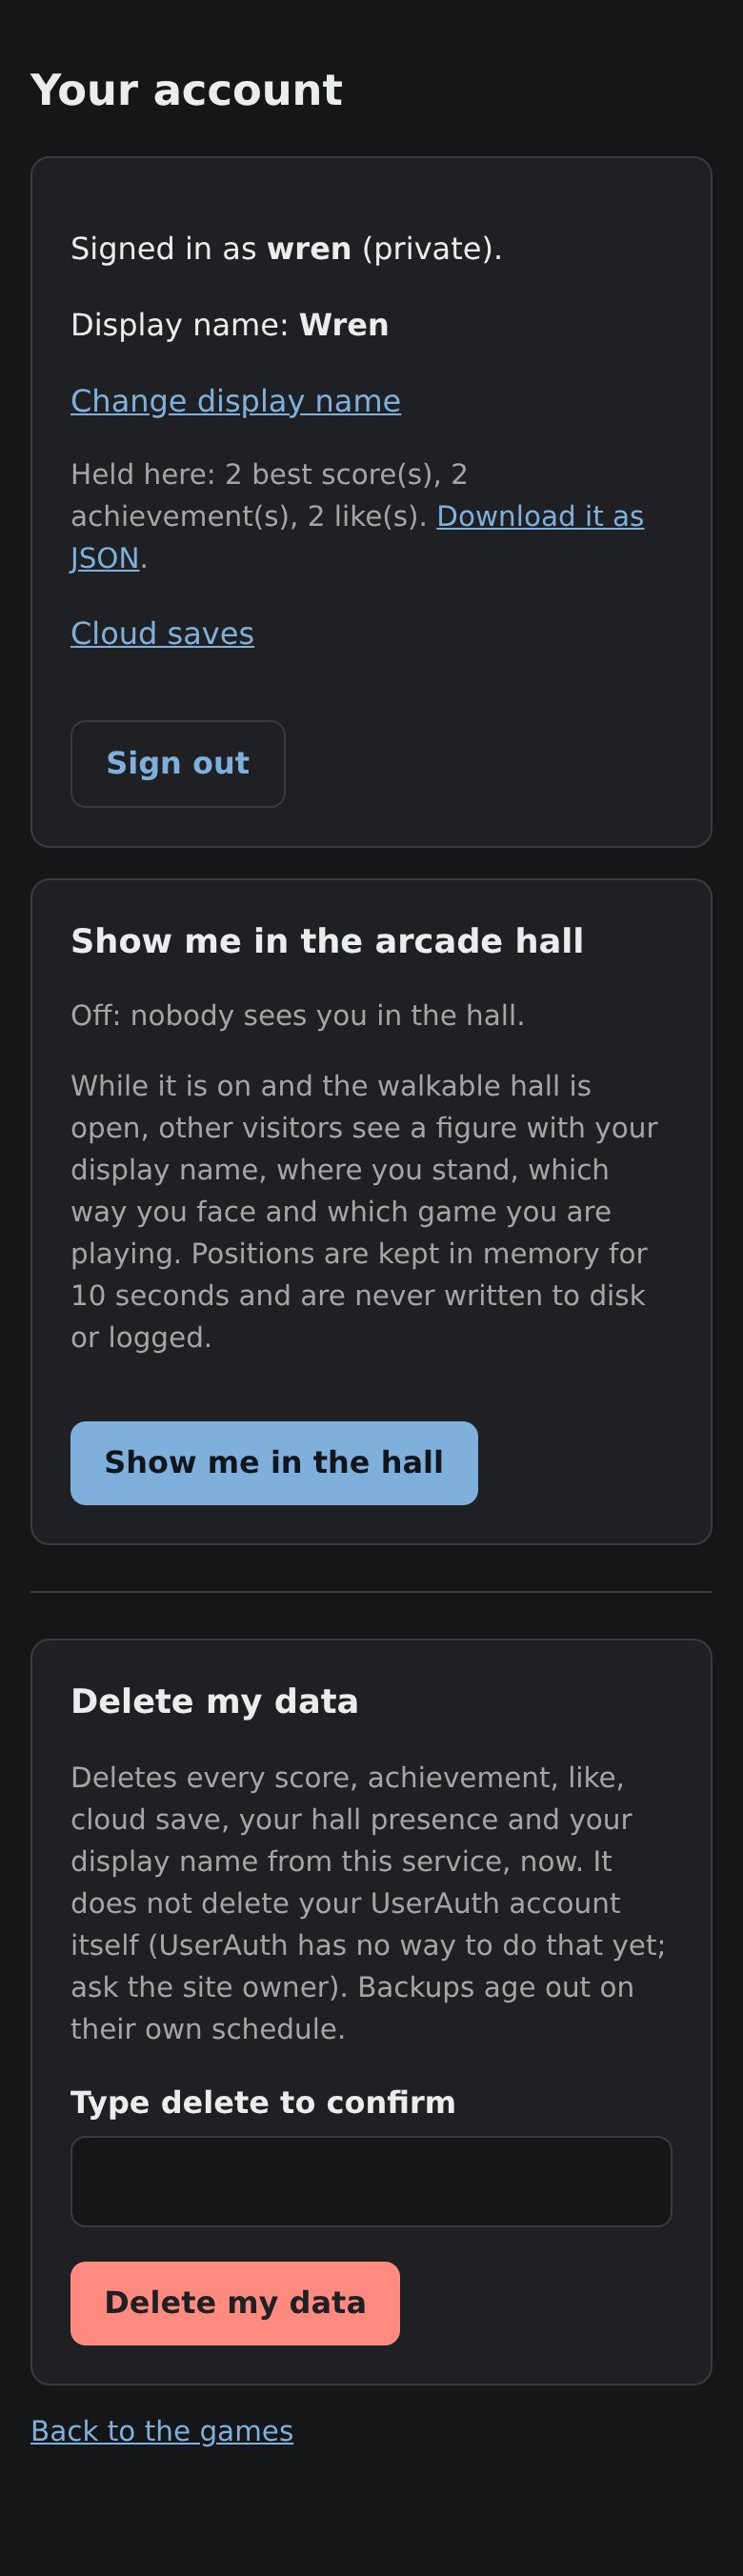 Your account
Signed in as wren (private).
Display name: Wren
Change display name
Held here: 2 best score(s), 2
achievement(s), 2 like(s). Download it as
JSON.
Cloud saves
Sign out
Show me in the arcade hall
Off: nobody sees you in the hall.
While it is on and the walkable hall is
open, other visitors see a figure with your
display name, where you stand, which
way you face and which game you are
playing. Positions are kept in memory for
10 seconds and are never written to disk
or logged.
Show me in the hall
Delete my data
Deletes every score, achievement, like,
cloud save, your hall presence and your
display name from this service, now. It
does not delete your UserAuth account
itself (UserAuth has no way to do that yet;
ask the site owner). Backups age out on
their own schedule.
Type delete to confirm
Delete my data
Back to the games